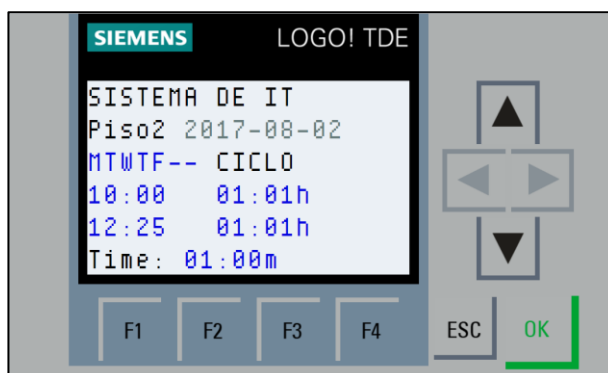 SIEMENS LOGO! TDE
SISTEMA DE IT
Piso2 2017-08-02
MTWTF-- CICLO
10:00 01:01h
12:25 01:01h
Time: 01:00m
F1 F2 F3 F4 ESC OK